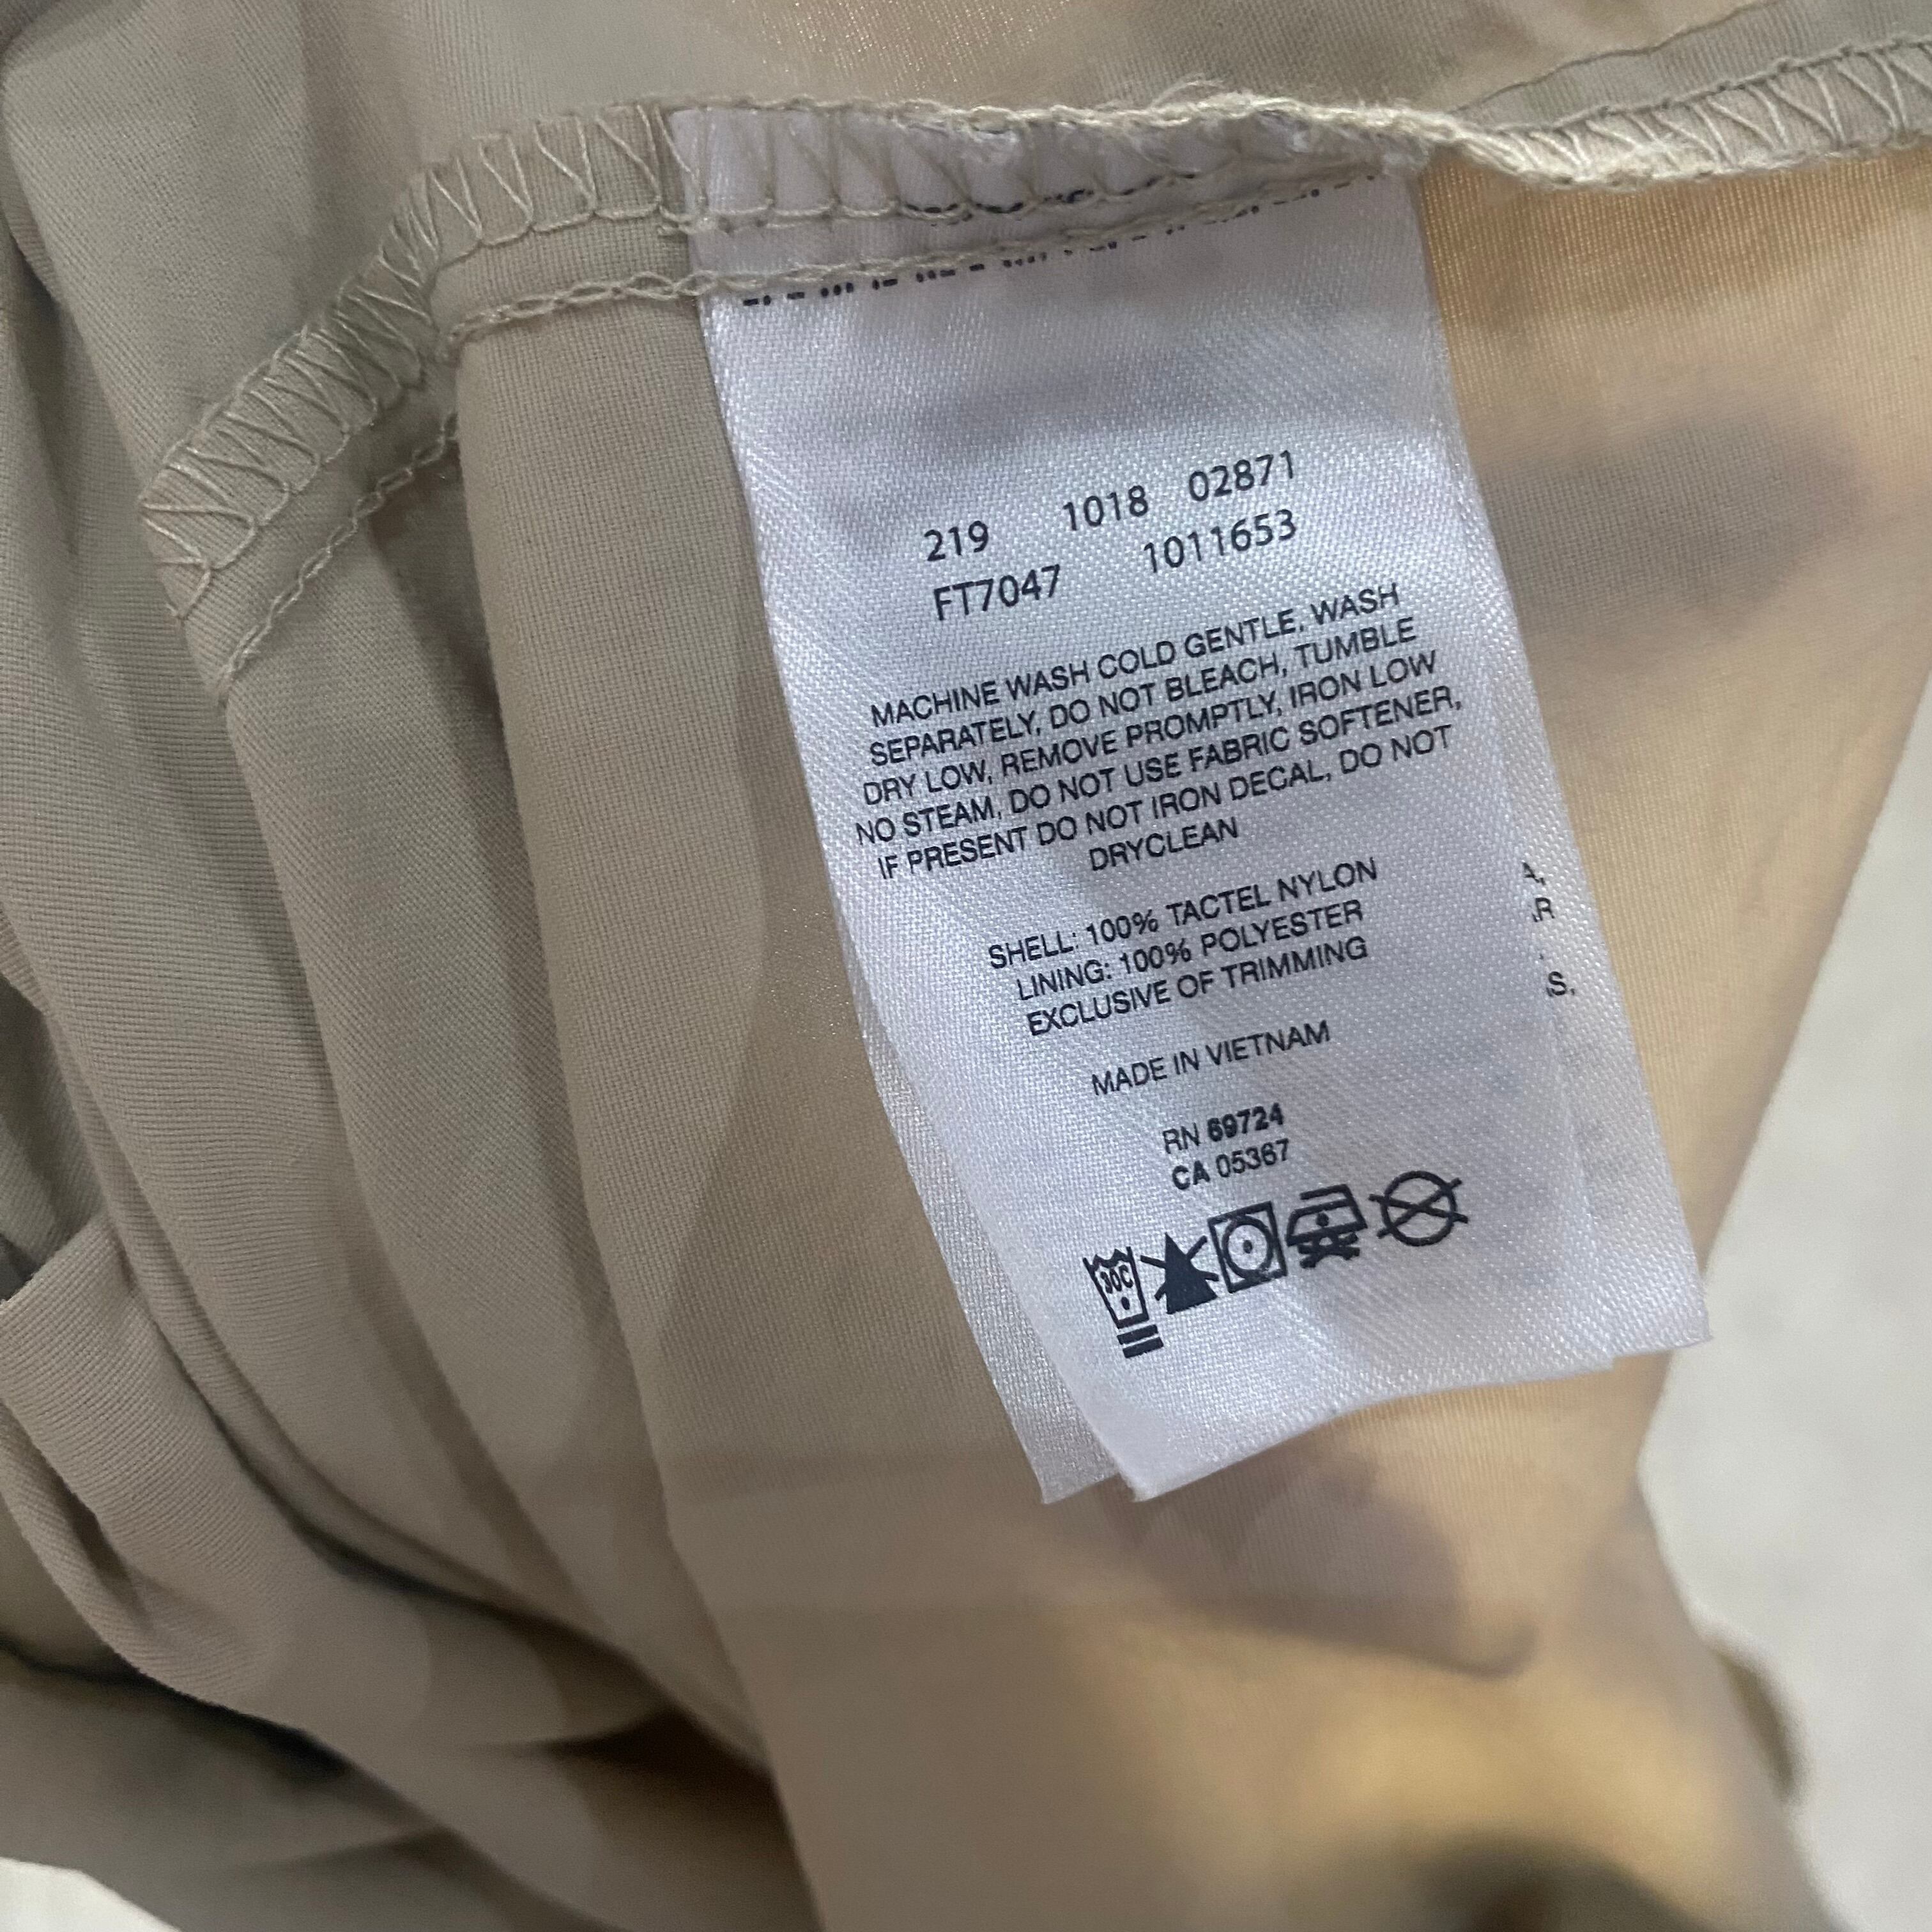 219 1018 02871
FT7047 1011653
MACHINE WASH COLD GENTLE, WASH
SEPARATELY, DO NOT BLEACH, TUMBLE
DRY LOW, REMOVE PROMPTLY, IRON LOW
NO STEAM, DO NOT USE FABRIC SOFTENER,
IF PRESENT DO NOT IRON DECAL, DO NOT
DRYCLEAN
SHELL: 100% TACTEL NYLON
LINING: 100% POLYESTER
EXCLUSIVE OF TRIMMING
MADE IN VIETNAM
RN 69724
CA 05367
30C